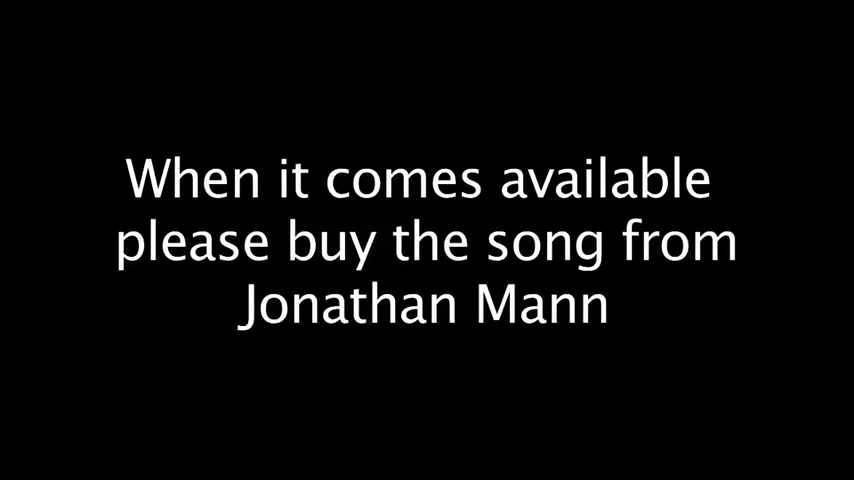 When it comes available
please buy the song from
Jonathan Mann